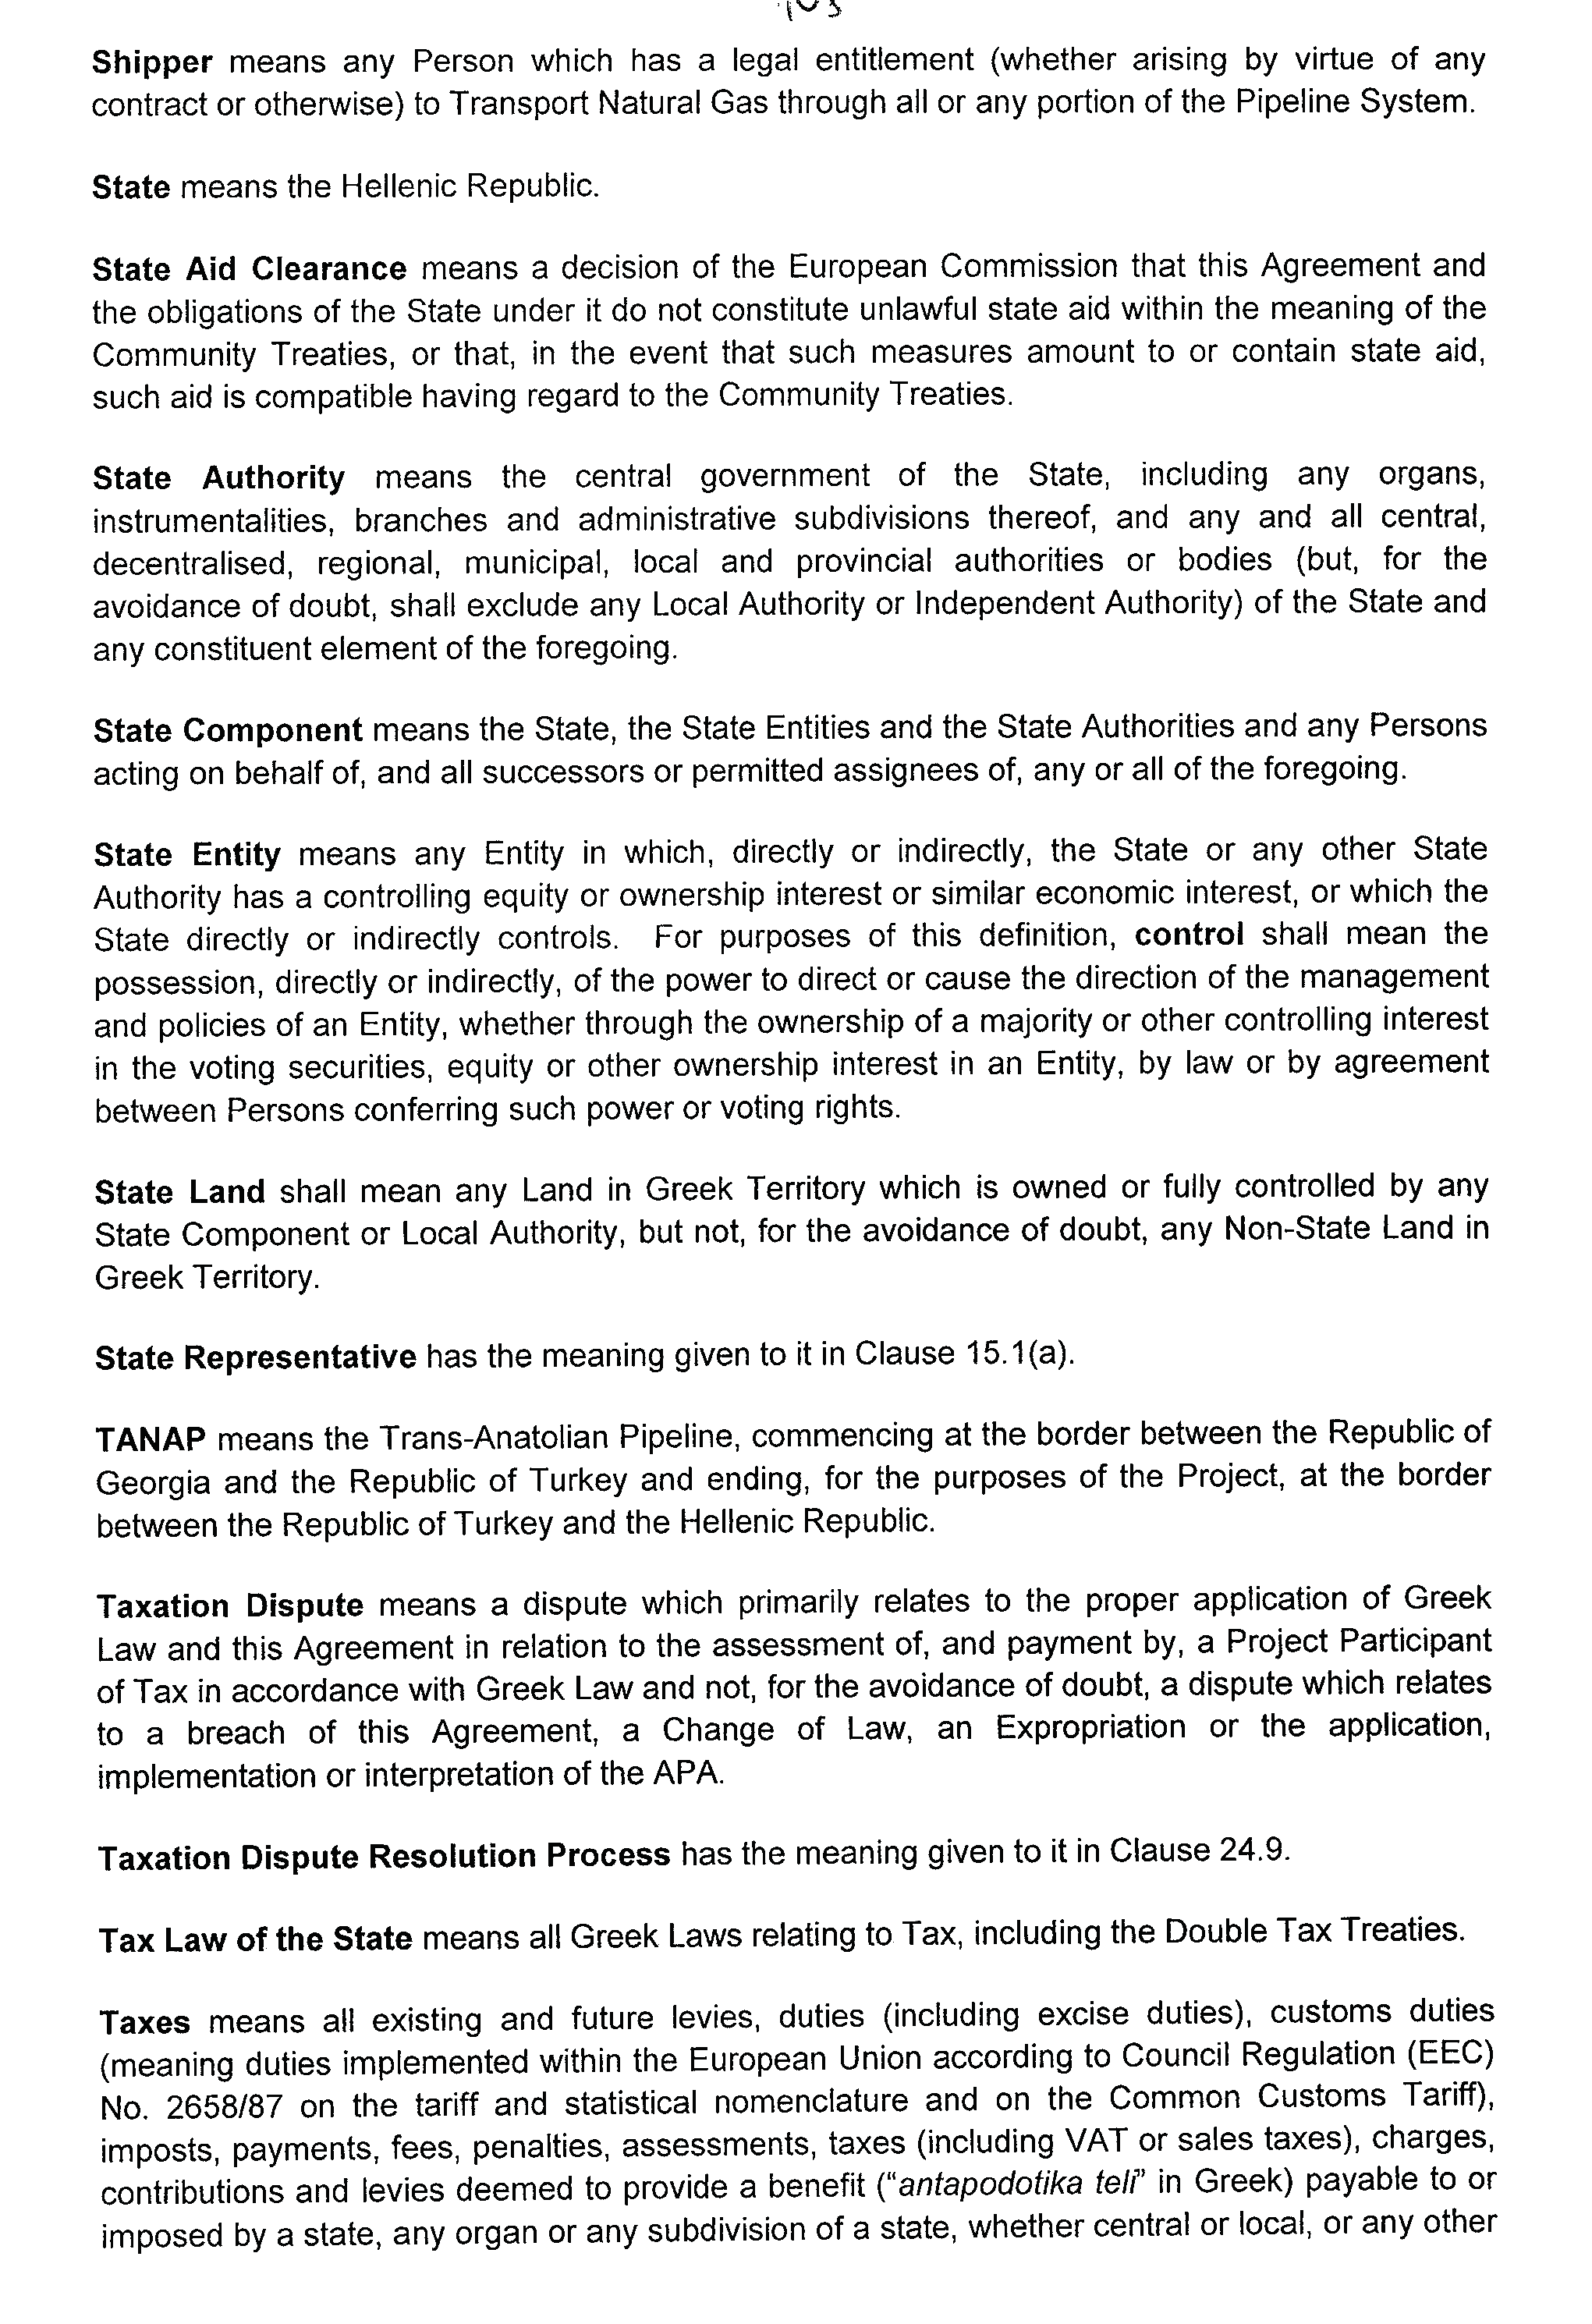 Shipper means any Person which has a legal entitlement (whether arising by virtue of any
contract or otherwise) to Transport Natural Gas through all or any portion of the Pipeline System.
State means the Hellenic Republic.
State Aid Clearance means a decision of the European Commission that this Agreement and
the obligations of the State under it do not constitute unlawful state aid within the meaning of the
Community Treaties, or that, in the event that such measures amount to or contain state aid,
such aid is compatible having regard to the Community Treaties.
State Authority means the central government of the State, including any organs,
instrumentalities, branches and administrative subdivisions thereof, and any and all central,
decentralised, regional, municipal, local and provincial authorities or bodies (but, for the
avoidance of doubt, shall exclude any Local Authority or Independent Authority) of the State and
any constituent element of the foregoing.
State Component means the State, the State Entities and the State Authorities and any Persons
acting on behalf of, and all successors or permitted assignees of, any or all of the foregoing.
State Entity means any Entity in which, directly or indirectly, the State or any other State
Authority has a controlling equity or ownership interest or similar economic interest, or which the
State directly or indirectly controls. For purposes of this definition, control shall mean the
possession, directly or indirectly, of the power to direct or cause the direction of the management
and policies of an Entity, whether through the ownership of a majority or other controlling interest
in the voting securities, equity or other ownership interest in an Entity, by law or by agreement
between Persons conferring such power or voting rights.
State Land shall mean any Land in Greek Territory which is owned or fully controlled by any
State Component or Local Authority, but not, for the avoidance of doubt, any Non-State Land in
Greek Territory.
State Representative has the meaning given to it in Clause 15.1(a).
TANAP means the Trans-Anatolian Pipeline, commencing at the border between the Republic of
Georgia and the Republic of Turkey and ending, for the purposes of the Project, at the border
between the Republic of Turkey and the Hellenic Republic.
Taxation Dispute means a dispute which primarily relates to the proper application of Greek
Law and this Agreement in relation to the assessment of, and payment by, a Project Participant
of Tax in accordance with Greek Law and not, for the avoidance of doubt, a dispute which relates
to a breach of this Agreement, a Change of Law, an Expropriation or the application,
implementation or interpretation of the APA.
Taxation Dispute Resolution Process has the meaning given to it in Clause 24.9.
Tax Law of the State means all Greek Laws relating to Tax, including the Double Tax Treaties.
Taxes means all existing and future levies, duties (including excise duties), customs duties
(meaning duties implemented within the European Union according to Council Regulation (EEC)
No. 2658/87 on the tariff and statistical nomenclature and on the Common Customs Tariff),
imposts, payments, fees, penalties, assessments, taxes (including VAT or sales taxes), charges,
contributions and levies deemed to provide a benefit ("antapodotika teli" in Greek) payable to or
imposed by a state, any organ or any subdivision of a state, whether central or local, or any other